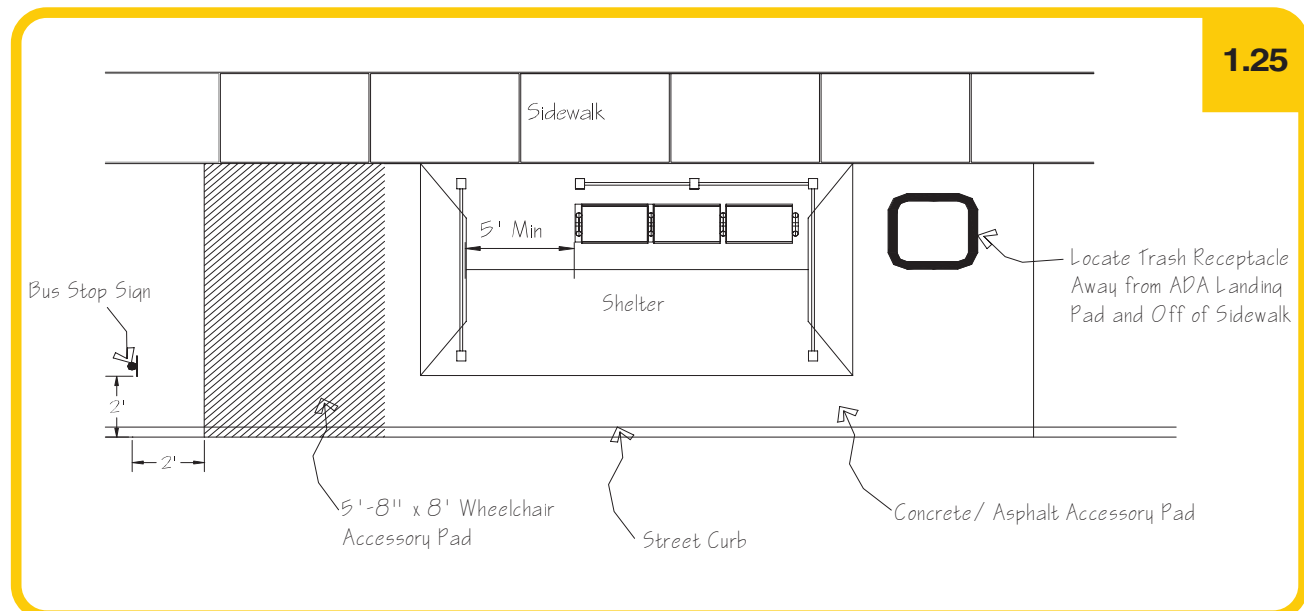 1.25
Sidewalk
5' Min
Shelter
Bus Stop Sign
Locate Trash Receptacle
Away from ADA Landing
Pad and Off of Sidewalk
2'
2'
5'-8" x 8' Wheelchair
Accessory Pad
Street Curb
Concrete/ Asphalt Accessory Pad